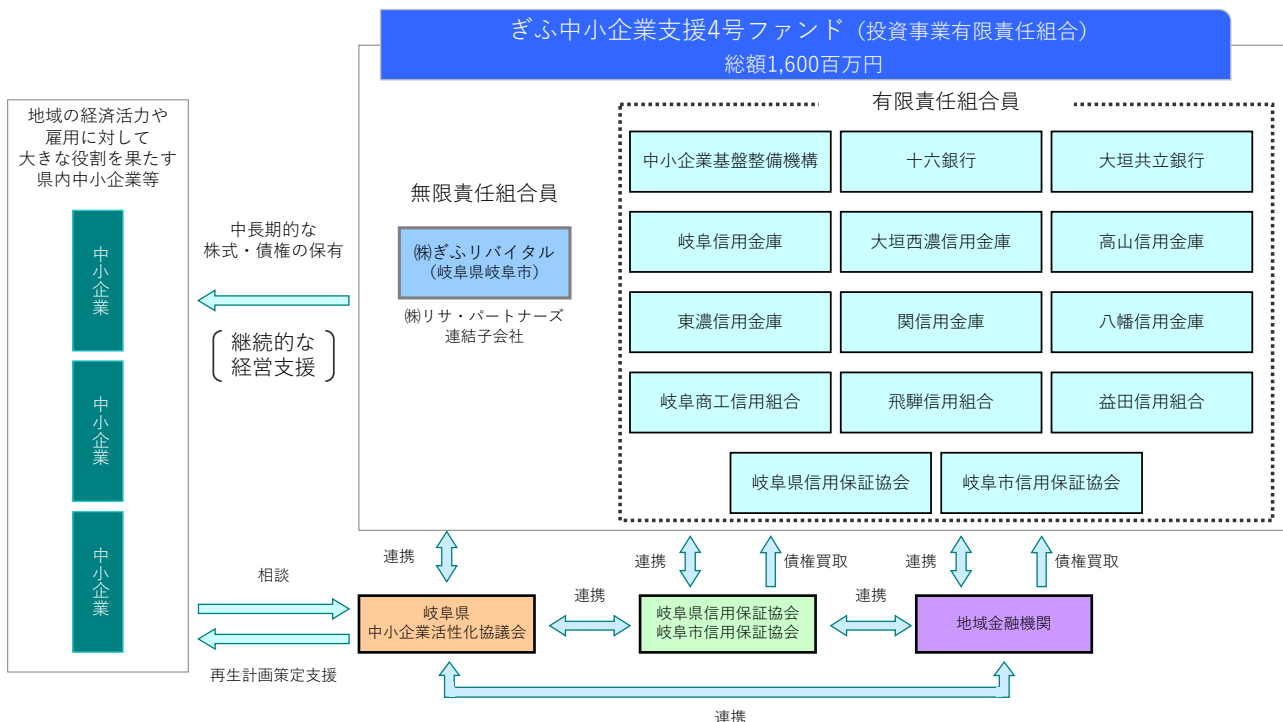 ぎふ中小企業支援4号ファンド（投資事業有限責任組合）
総額1,600百万円
地域の経済活力や
雇用に対して
大きな役割を果たす
県内中小企業等
中小企業
中小企業
中小企業
中長期的な
株式・債権の保有
継続的な
経営支援
無限責任組合員
㈱ぎふリバイタル
（岐阜県岐阜市）
㈱リサ・パートナーズ
連結子会社
有限責任組合員
中小企業基盤整備機構
十六銀行
大垣共立銀行
岐阜信用金庫
大垣西濃信用金庫
高山信用金庫
東濃信用金庫
関信用金庫
八幡信用金庫
岐阜商工信用組合
飛騨信用組合
益田信用組合
岐阜県信用保証協会
岐阜市信用保証協会
連携
連携
債権買取
連携
債権買取
相談
再生計画策定支援
岐阜県
中小企業活性化協議会
連携
岐阜県信用保証協会
岐阜市信用保証協会
連携
地域金融機関
連携